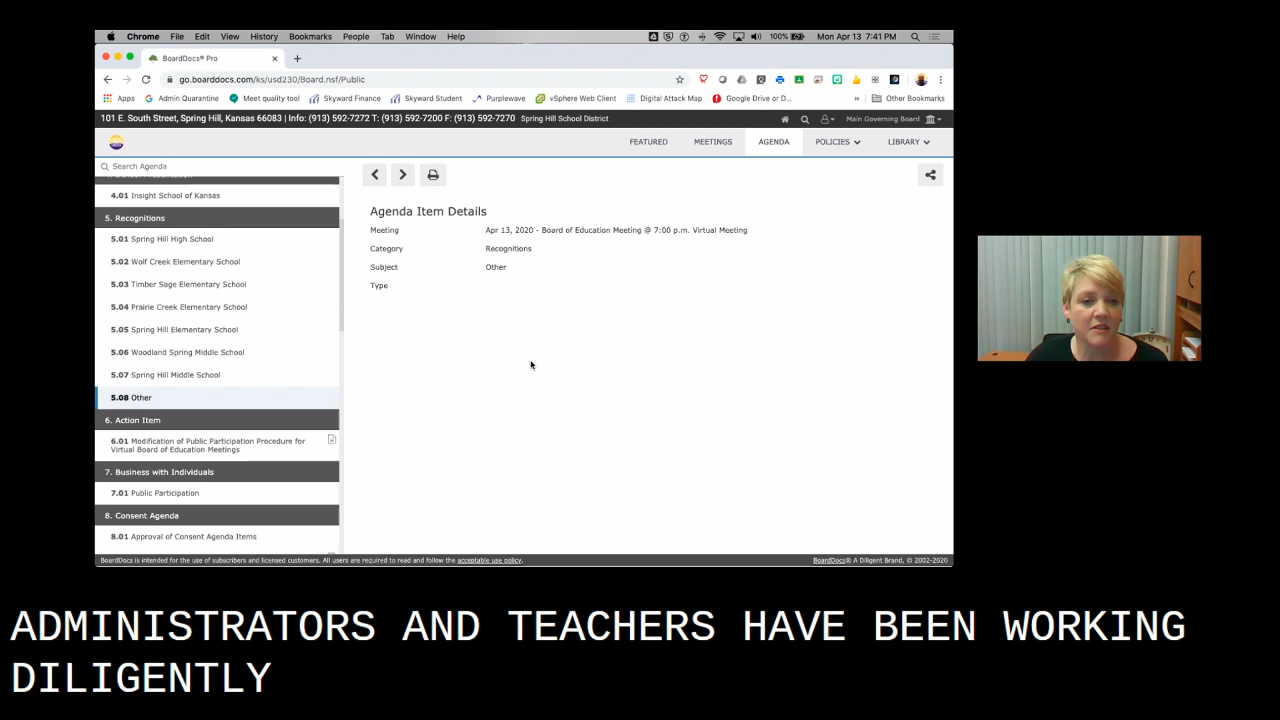 Chrome File Edit View History Bookmarks People Tab Window Help 100% Mon Apr 13 7:41 PM
BoardDocs® Pro
go.boarddocs.com/ks/usd230/Board.nsf/Public
Apps Admin Quarantine Meet quality tool Skyward Finance Skyward Student Purplewave vSphere Web Client Digital Attack Map Google Drive or D... » Other Bookmarks
101 E. South Street, Spring Hill, Kansas 66083 | Info: (913) 592-7272 T: (913) 592-7200 F: (913) 592-7270 Spring Hill School District Main Governing Board
FEATURED MEETINGS AGENDA POLICIES LIBRARY
Search Agenda
4.01 Insight School of Kansas
5. Recognitions
5.01 Spring Hill High School
5.02 Wolf Creek Elementary School
5.03 Timber Sage Elementary School
5.04 Prairie Creek Elementary School
5.05 Spring Hill Elementary School
5.06 Woodland Spring Middle School
5.07 Spring Hill Middle School
5.08 Other
6. Action Item
6.01 Modification of Public Participation Procedure for
Virtual Board of Education Meetings
7. Business with Individuals
7.01 Public Participation
8. Consent Agenda
8.01 Approval of Consent Agenda Items
Agenda Item Details
Meeting Apr 13, 2020 - Board of Education Meeting @ 7:00 p.m. Virtual Meeting
Category Recognitions
Subject Other
Type
BoardDocs is intended for the use of subscribers and licensed customers. All users are required to read and follow the acceptable use policy. BoardDocs® A Diligent Brand, © 2002-2020
ADMINISTRATORS AND TEACHERS HAVE BEEN WORKING
DILIGENTLY